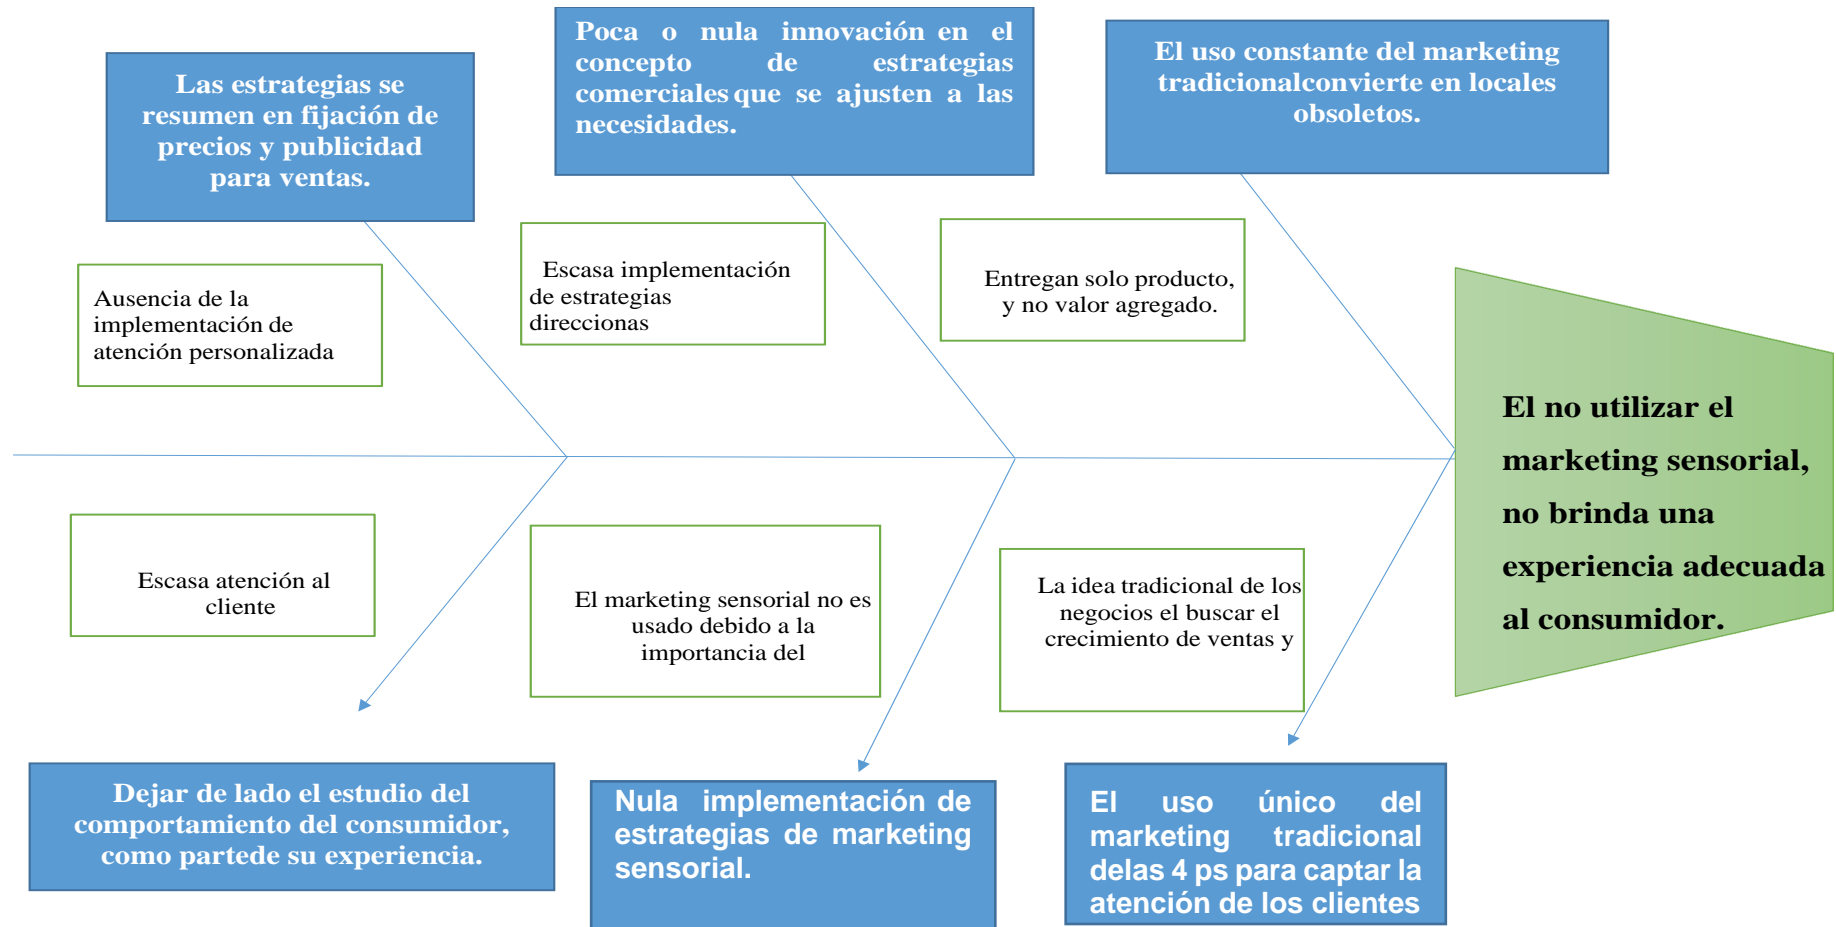 Las estrategias se
resumen en fijación de
precios y publicidad
para ventas.
Poca o nula innovación en el
concepto de estrategias
comerciales que se ajusten a las
necesidades.
El uso constante del marketing
tradicionalconvierte en locales
obsoletos.
Ausencia de la
implementación de
atención personalizada
Escasa implementación
de estrategias
direccionas
Entregan solo producto,
y no valor agregado.
El no utilizar el
marketing sensorial,
no brinda una
experiencia adecuada
al consumidor.
Escasa atención al
cliente
El marketing sensorial no es
usado debido a la
importancia del
La idea tradicional de los
negocios el buscar el
crecimiento de ventas y
Dejar de lado el estudio del
comportamiento del consumidor,
como partede su experiencia.
Nula implementación de
estrategias de marketing
sensorial.
El uso único del
marketing tradicional
delas 4 ps para captar la
atención de los clientes